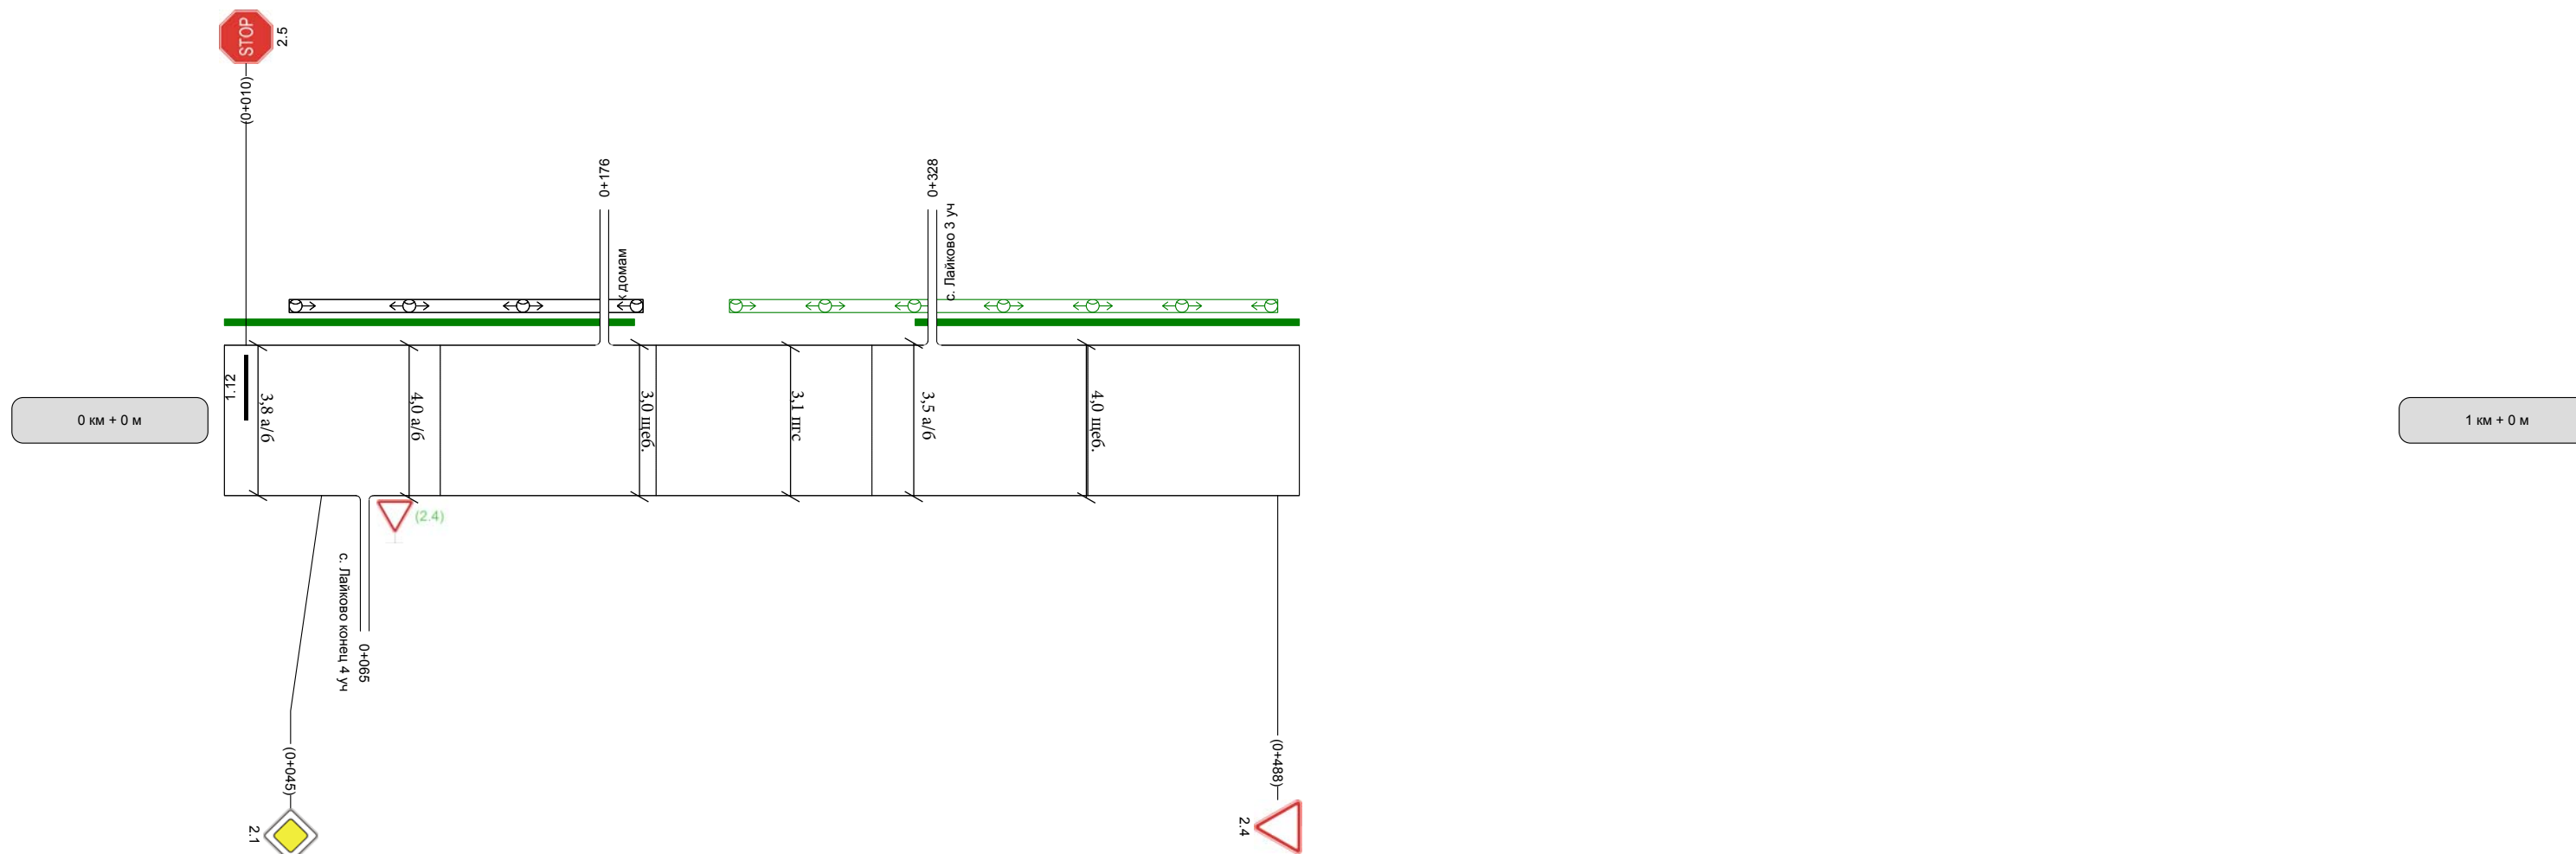 STOP
2.5
(0+010)
0+176
к домам
0+328
с. Лайково 3 уч
1.12
3,8 а/б
4,0 а/б
3,0 щеб.
3,1 пгс
3,5 а/б
4,0 щеб.
0 км + 0 м
1 км + 0 м
(2.4)
с. Лайково конец 4 уч
0+065
(0+045)
2.1
(0+488)
2.4